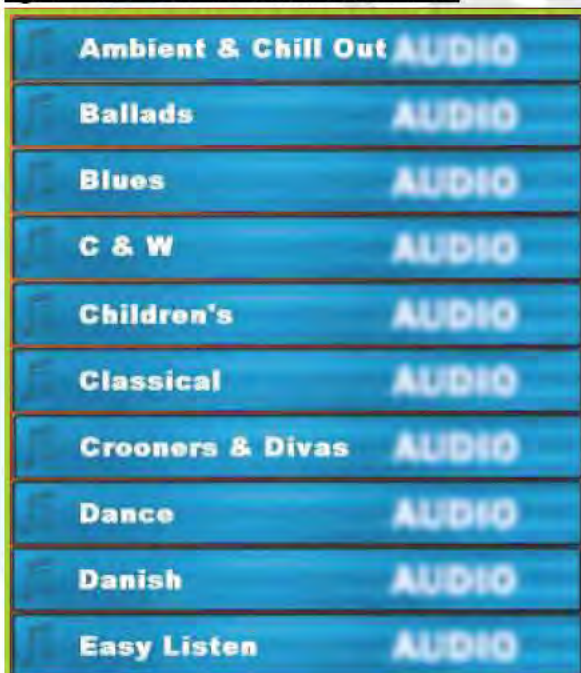 Ambient & Chill Out AUDIO
Ballads AUDIO
Blues AUDIO
C & W AUDIO
Children's AUDIO
Classical AUDIO
Crooners & Divas AUDIO
Dance AUDIO
Danish AUDIO
Easy Listen AUDIO